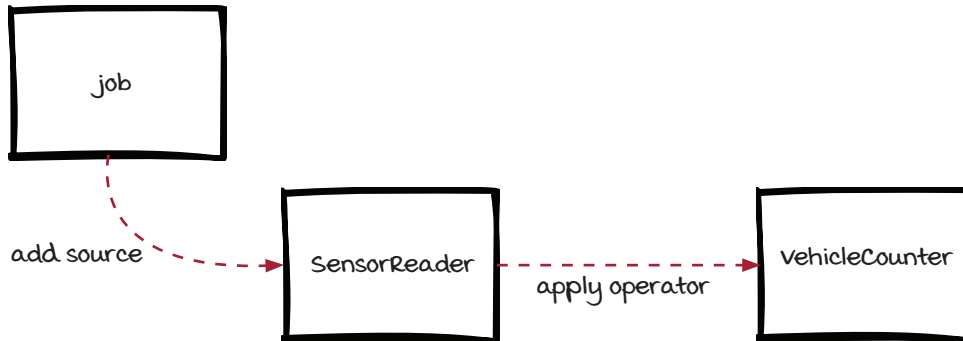 job
add source
SensorReader
apply operator
VehicleCounter